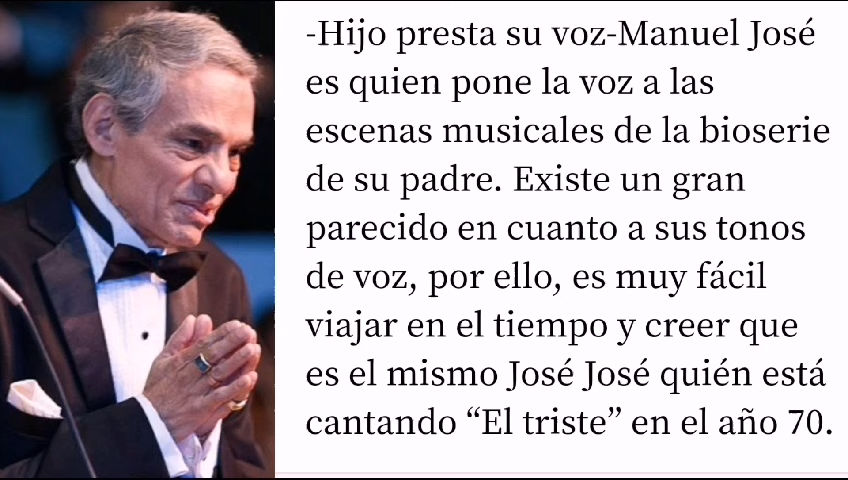 -Hijo presta su voz-Manuel José
es quien pone la voz a las
escenas musicales de la bioserie
de su padre. Existe un gran
parecido en cuanto a sus tonos
de voz, por ello, es muy fácil
viajar en el tiempo y creer que
es el mismo José José quién está
cantando “El triste” en el año 70.